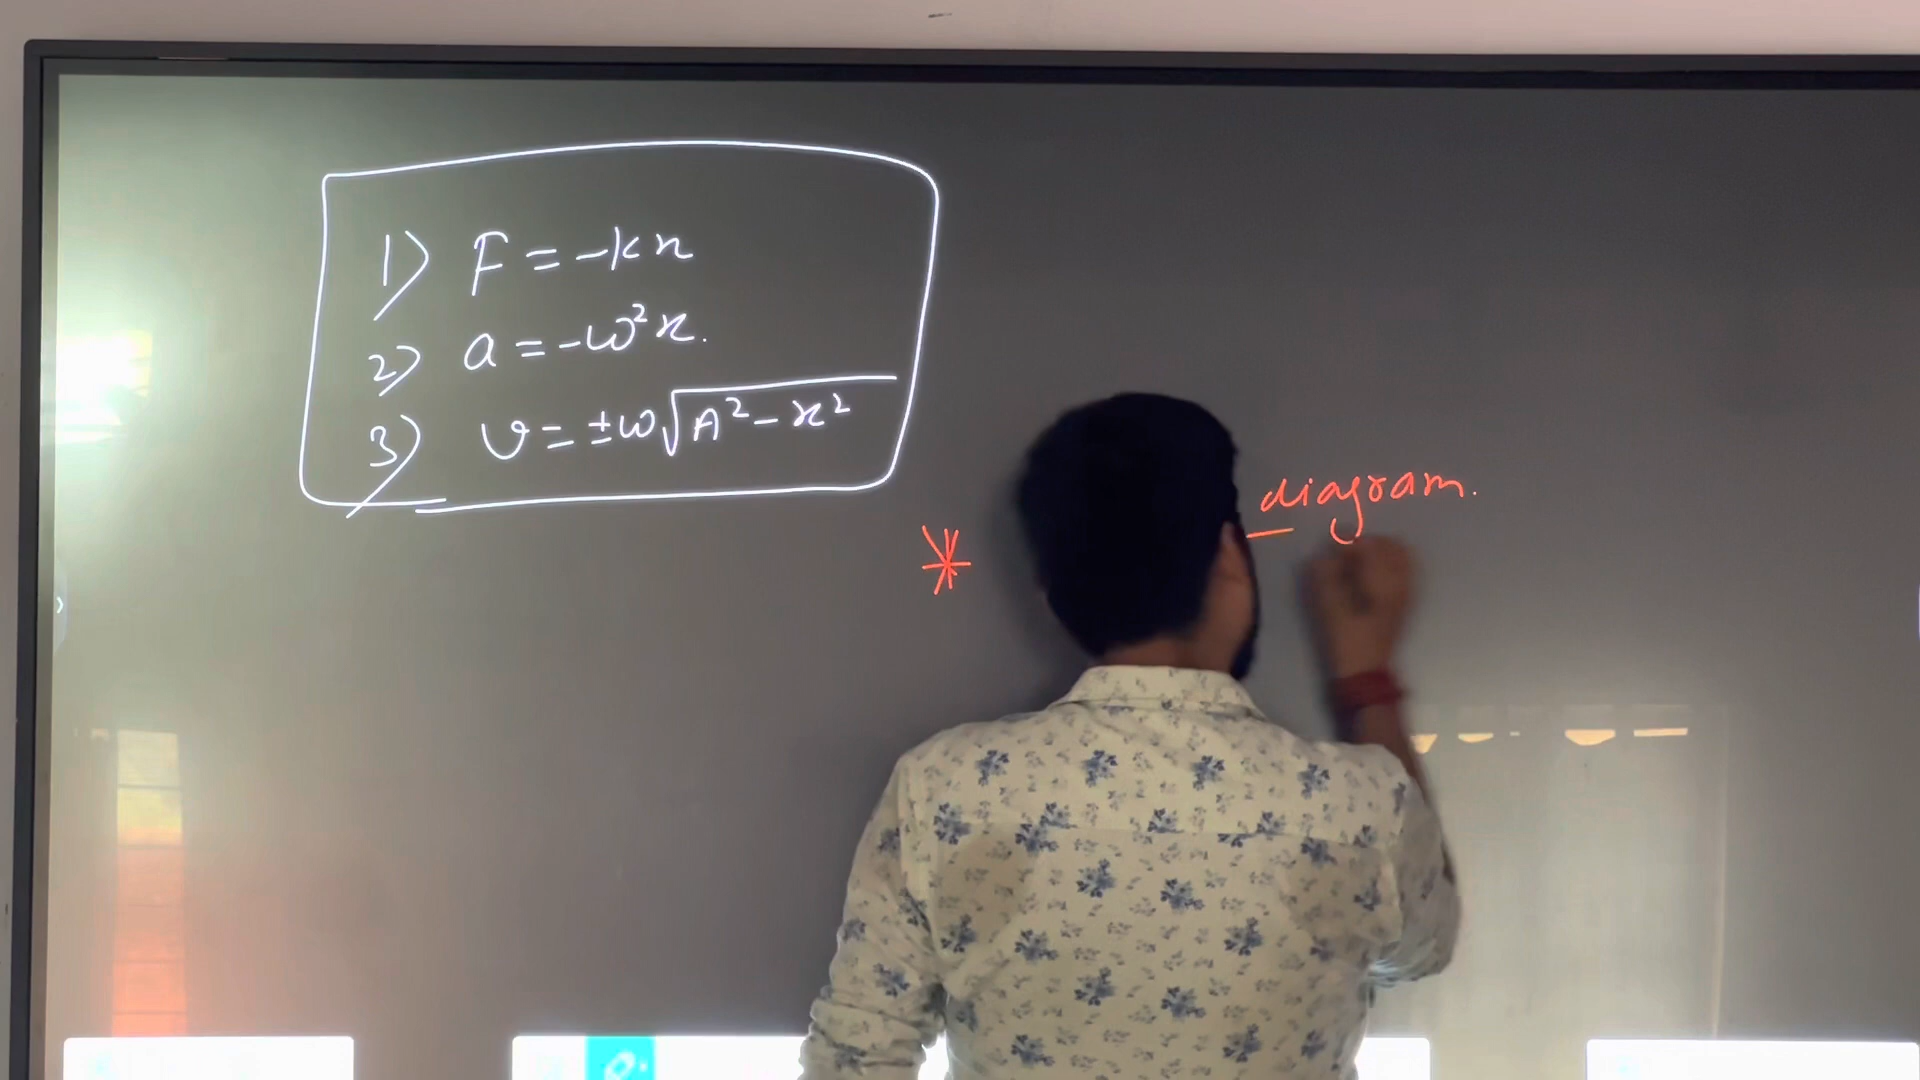 1) F = -kx
2) a = -ω²x.
3) v = ±ω√A² - x²
* diagram.